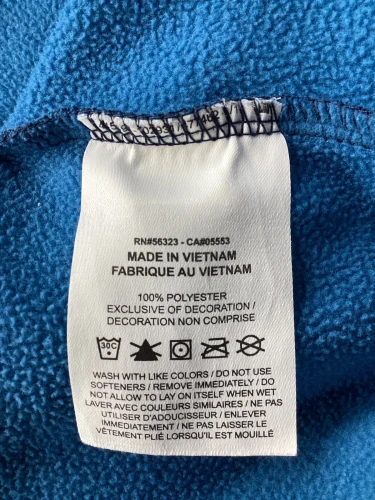 RN#56323 - CA#05553
MADE IN VIETNAM
FABRIQUE AU VIETNAM
100% POLYESTER
EXCLUSIVE OF DECORATION /
DECORATION NON COMPRISE
30C
WASH WITH LIKE COLORS / DO NOT USE
SOFTENERS / REMOVE IMMEDIATELY / DO
NOT ALLOW TO LAY ON ITSELF WHEN WET
LAVER AVEC COULEURS SIMILAIRES / NE PAS
UTILISER D'ADOUCISSEUR / ENLEVER
IMMEDIATEMENT / NE PAS LAISSER LE
VÊTEMENT PLIÉ LORSQU'IL EST MOUILLÉ